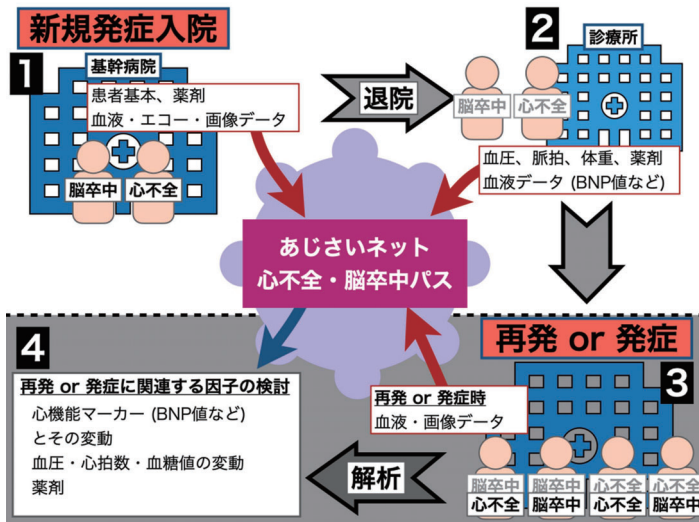 新規発症入院
1
基幹病院
患者基本、薬剤
血液・エコー・画像データ
脳卒中
心不全
退院
2
診療所
脳卒中
心不全
血圧、脈拍、体重、薬剤
血液データ (BNP値など)
あじさいネット
心不全・脳卒中パス
再発 or 発症
3
再発 or 発症時
血液・画像データ
脳卒中 脳卒中 心不全 心不全
心不全 脳卒中 心不全 脳卒中
解析
4
再発 or 発症に関連する因子の検討
心機能マーカー (BNP値など)
とその変動
血圧・心拍数・血糖値の変動
薬剤